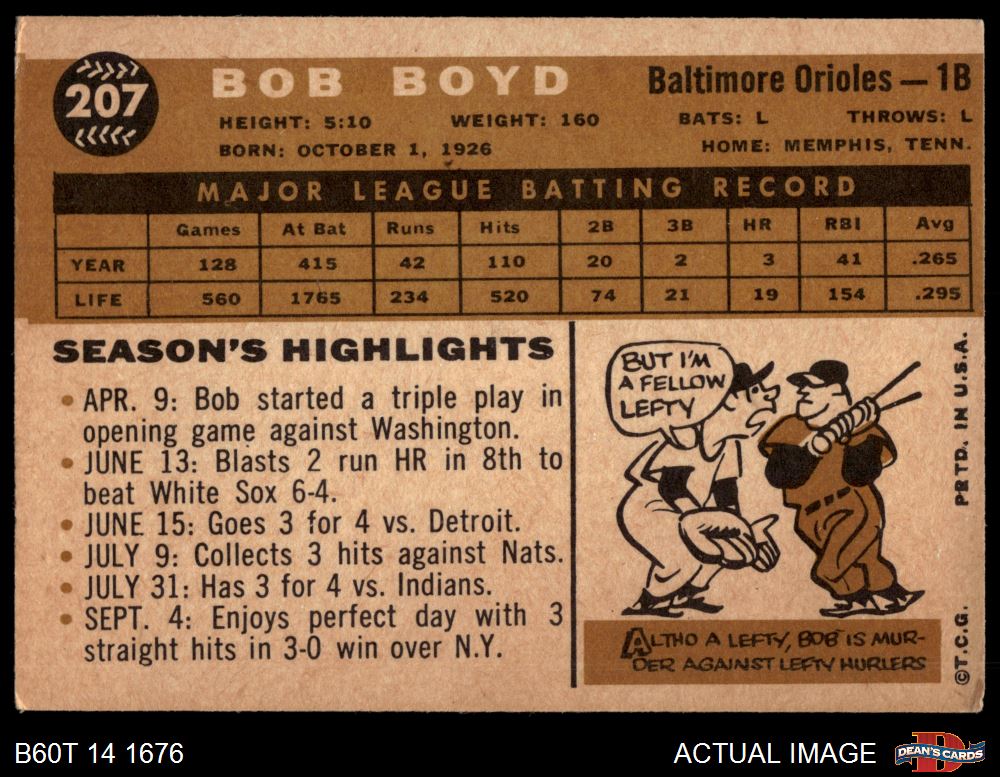 207
BOB BOYD
Baltimore Orioles — 1B
HEIGHT: 5:10 WEIGHT: 160 BATS: L THROWS: L
BORN: OCTOBER 1, 1926 HOME: MEMPHIS, TENN.
MAJOR LEAGUE BATTING RECORD
Games At Bat Runs Hits 2B 3B HR RBI Avg
YEAR 128 415 42 110 20 2 3 41 .265
LIFE 560 1765 234 520 74 21 19 154 .295
SEASON'S HIGHLIGHTS
• APR. 9: Bob started a triple play in
opening game against Washington.
• JUNE 13: Blasts 2 run HR in 8th to
beat White Sox 6-4.
• JUNE 15: Goes 3 for 4 vs. Detroit.
• JULY 9: Collects 3 hits against Nats.
• JULY 31: Has 3 for 4 vs. Indians.
• SEPT. 4: Enjoys perfect day with 3
straight hits in 3-0 win over N.Y.
BUT I'M
A FELLOW
LEFTY
ALTHO A LEFTY, BOB IS MUR-
DER AGAINST LEFTY HURLERS
©T.C.G. PRTD. IN U.S.A.
B60T 14 1676
ACTUAL IMAGE
DEAN'S CARDS